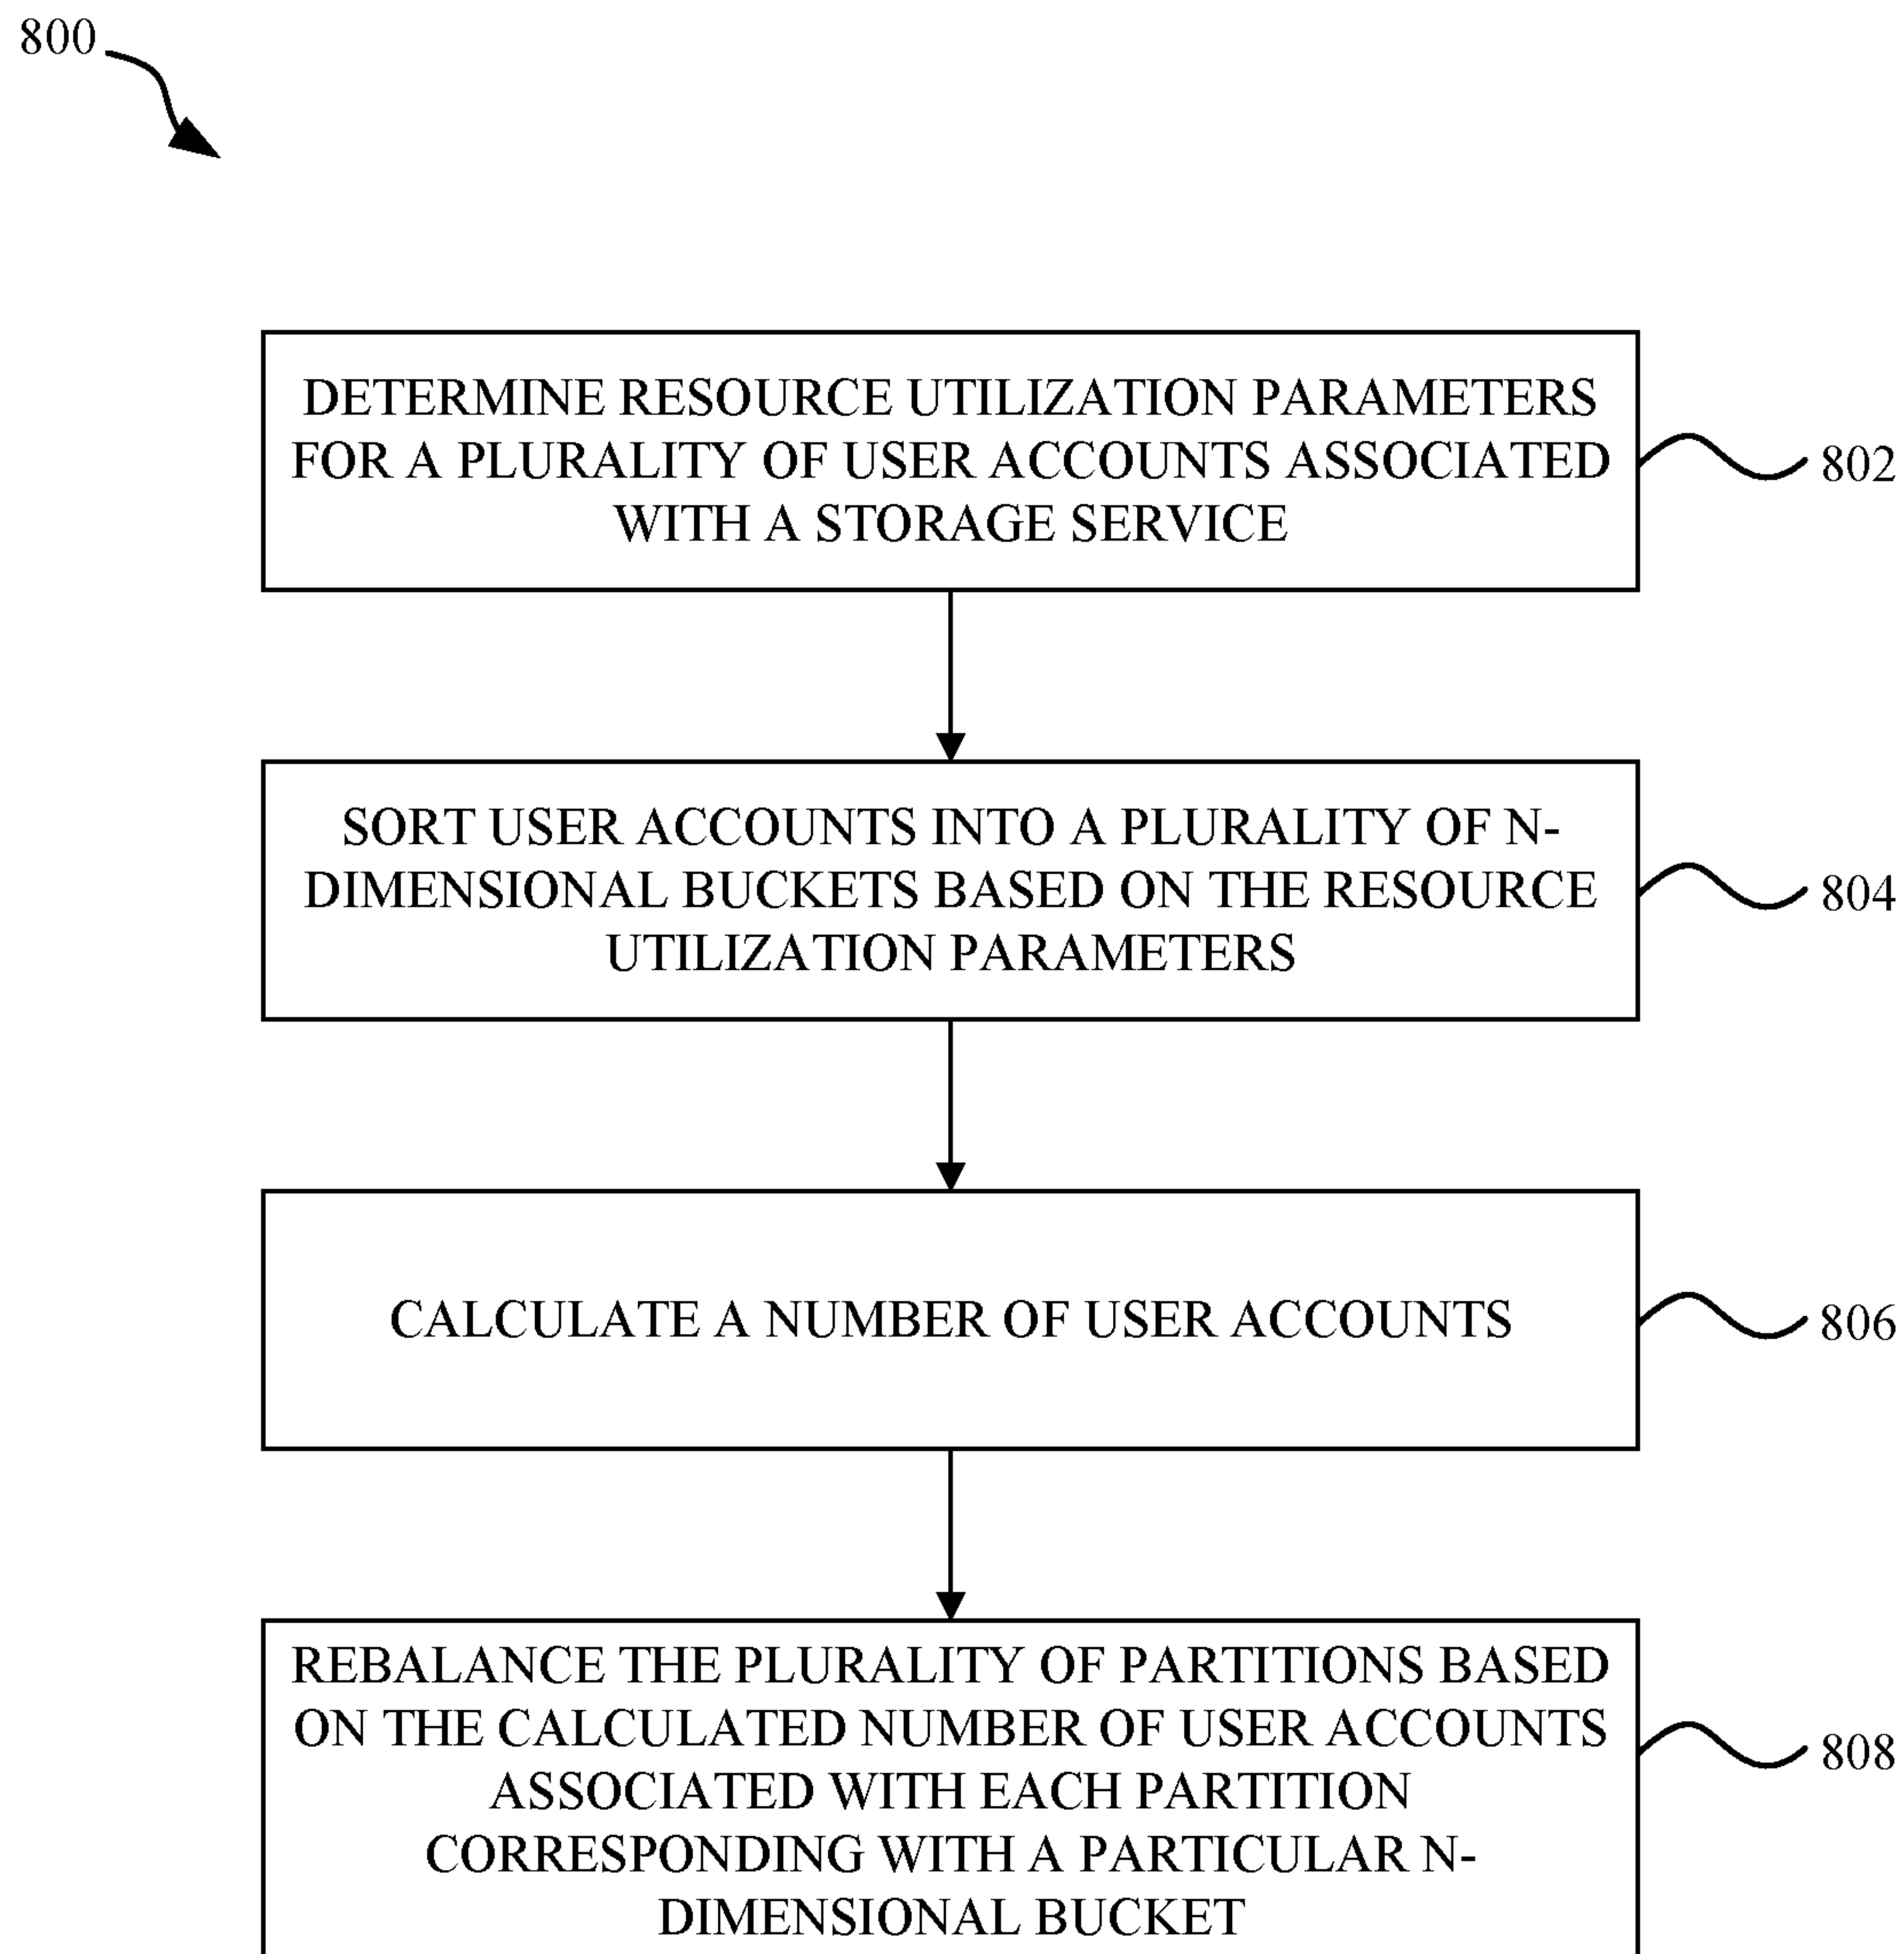 800
DETERMINE RESOURCE UTILIZATION PARAMETERS
FOR A PLURALITY OF USER ACCOUNTS ASSOCIATED
WITH A STORAGE SERVICE
802
SORT USER ACCOUNTS INTO A PLURALITY OF N-
DIMENSIONAL BUCKETS BASED ON THE RESOURCE
UTILIZATION PARAMETERS
804
CALCULATE A NUMBER OF USER ACCOUNTS
806
REBALANCE THE PLURALITY OF PARTITIONS BASED
ON THE CALCULATED NUMBER OF USER ACCOUNTS
ASSOCIATED WITH EACH PARTITION
CORRESPONDING WITH A PARTICULAR N-
DIMENSIONAL BUCKET
808